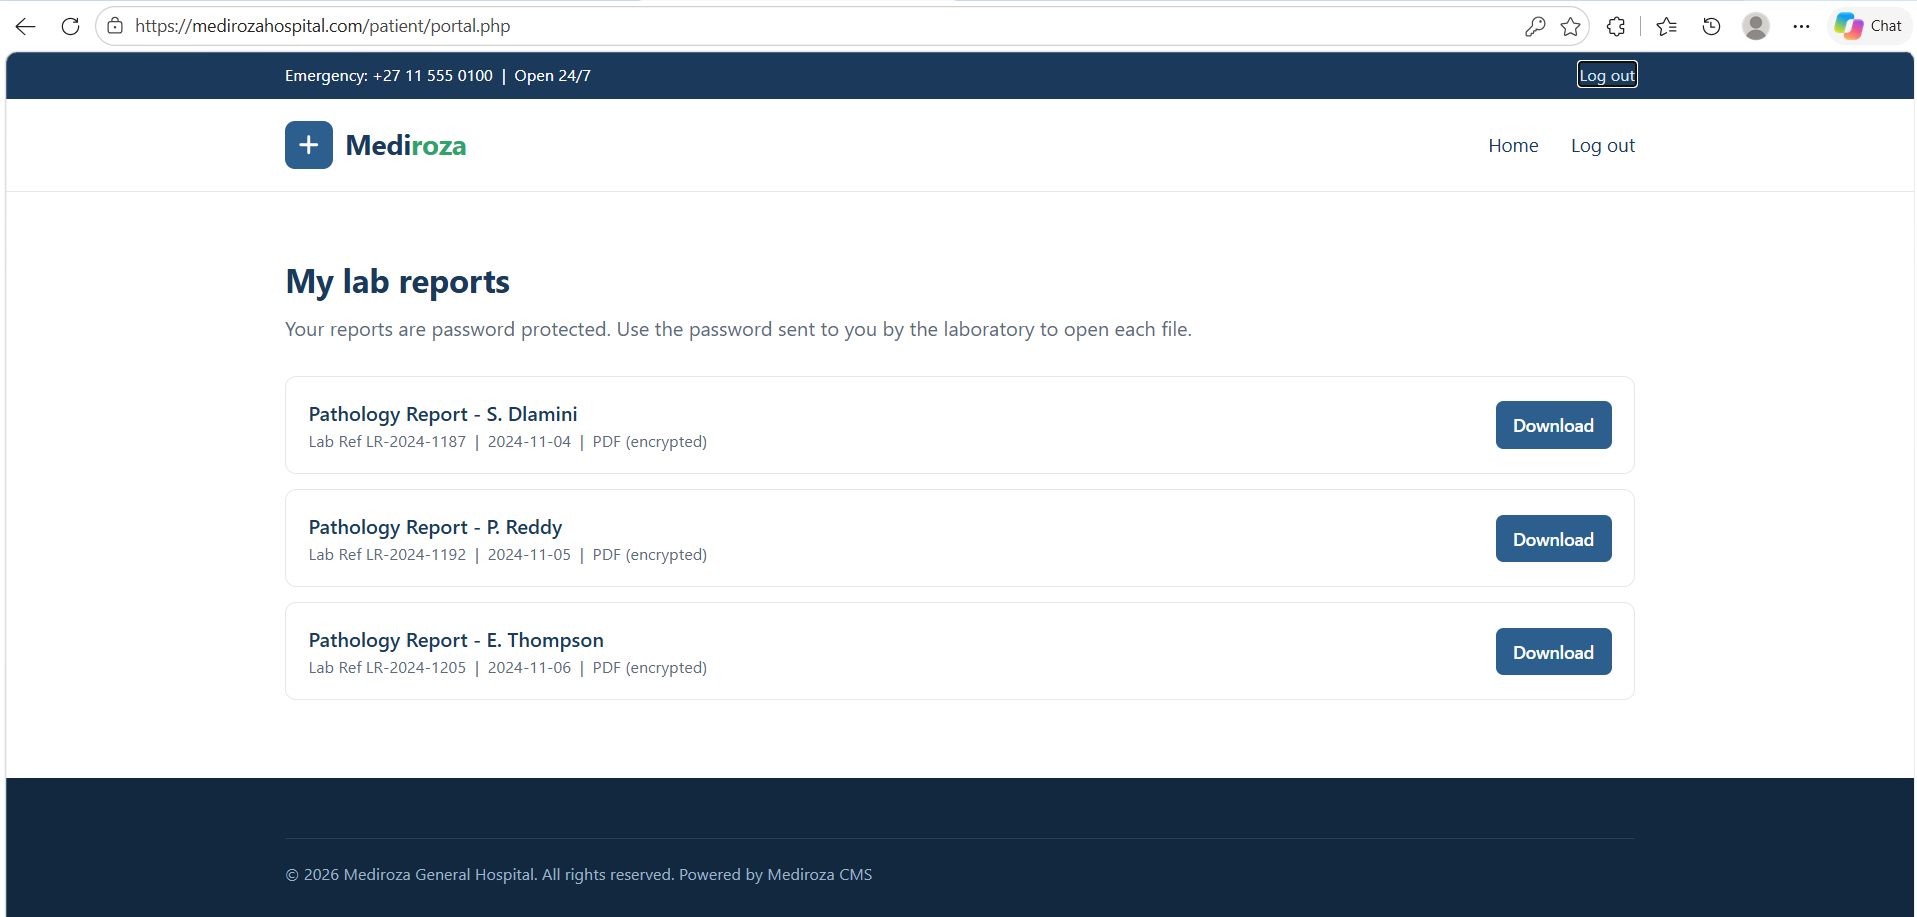 https://medirozahospital.com/patient/portal.php
Chat
Emergency: +27 11 555 0100 | Open 24/7
Log out
Mediroza
Home
Log out
My lab reports
Your reports are password protected. Use the password sent to you by the laboratory to open each file.
Pathology Report - S. Dlamini
Lab Ref LR-2024-1187 | 2024-11-04 | PDF (encrypted)
Download
Pathology Report - P. Reddy
Lab Ref LR-2024-1192 | 2024-11-05 | PDF (encrypted)
Download
Pathology Report - E. Thompson
Lab Ref LR-2024-1205 | 2024-11-06 | PDF (encrypted)
Download
© 2026 Mediroza General Hospital. All rights reserved. Powered by Mediroza CMS